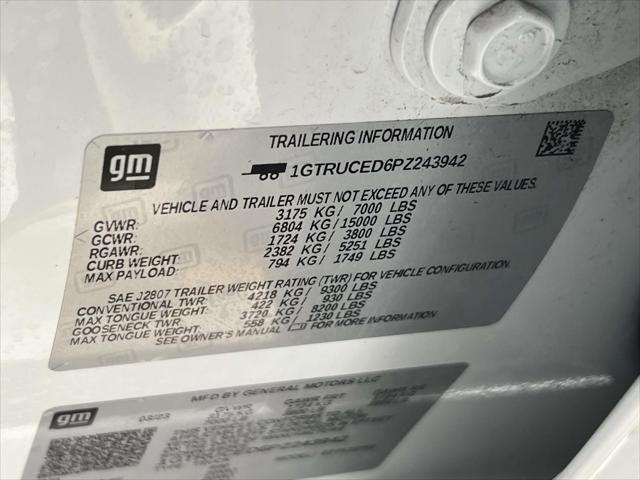 TRAILERING INFORMATION
gm
1GTRUCED6PZ243942
VEHICLE AND TRAILER MUST NOT EXCEED ANY OF THESE VALUES.
GVWR: 3175 KG/ 7000 LBS
GCWR: 6804 KG/15000 LBS
RGAWR: 1724 KG/ 3800 LBS
CURB WEIGHT: 2382 KG/ 5251 LBS
MAX PAYLOAD: 794 KG/ 1749 LBS
SAE J2807 TRAILER WEIGHT RATING (TWR) FOR VEHICLE CONFIGURATION.
CONVENTIONAL TWR: 4218 KG/ 9300 LBS
MAX TONGUE WEIGHT: 422 KG/ 930 LBS
GOOSENECK TWR: 3720 KG/ 8200 LBS
MAX TONGUE WEIGHT: 558 KG/ 1230 LBS
SEE OWNER'S MANUAL FOR MORE INFORMATION
MFD BY GENERAL MOTORS LLC
gm
03/23